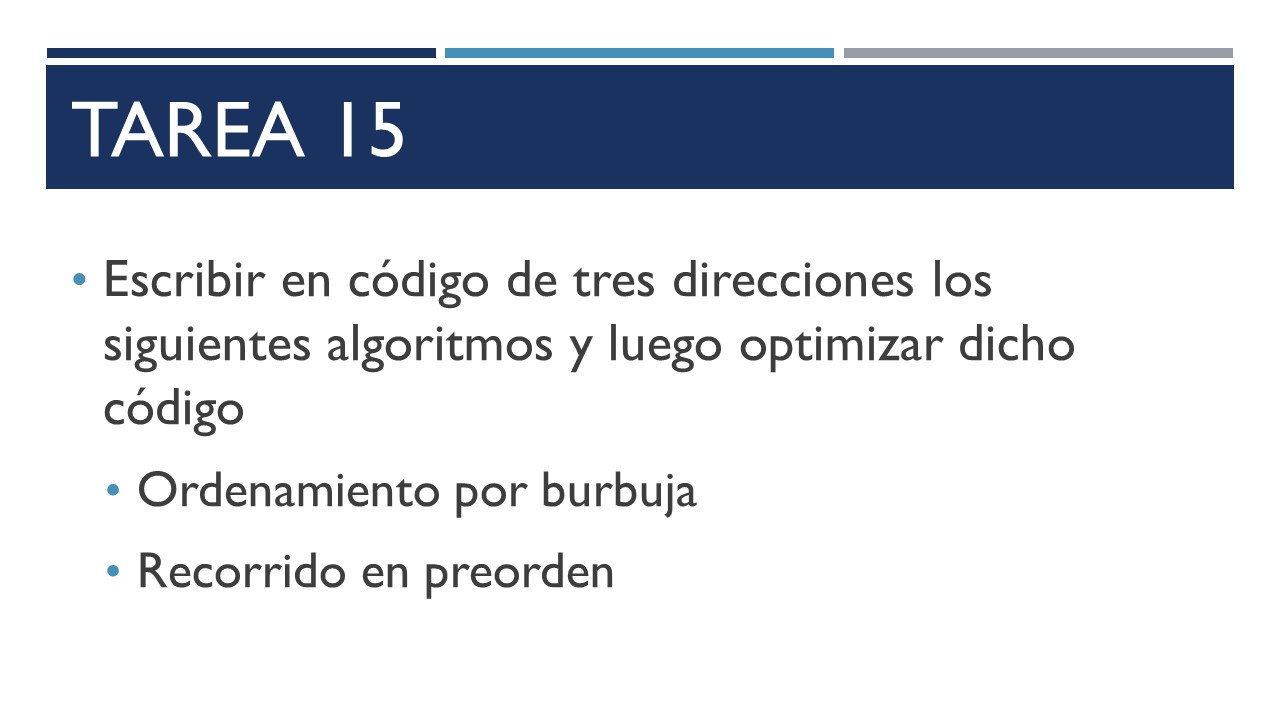 TAREA 15
• Escribir en código de tres direcciones los
siguientes algoritmos y luego optimizar dicho
código
• Ordenamiento por burbuja
• Recorrido en preorden